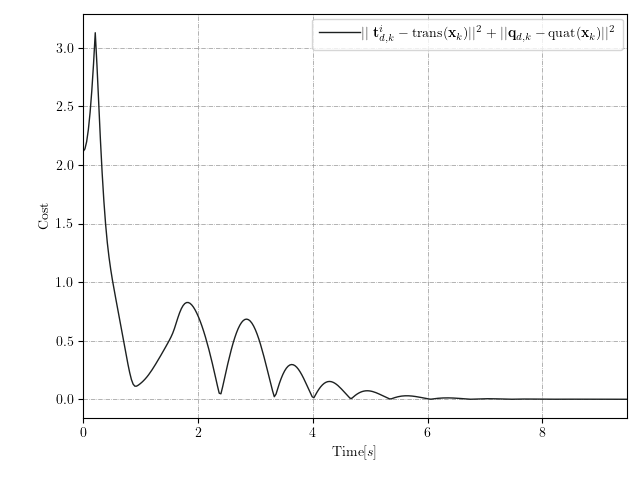 || t^i_{d,k} − trans(x_k)||² + ||q_{d,k} − quat(x_k)||²
3.0
2.5
2.0
1.5
1.0
0.5
0.0
Cost
0 2 4 6 8
Time[s]